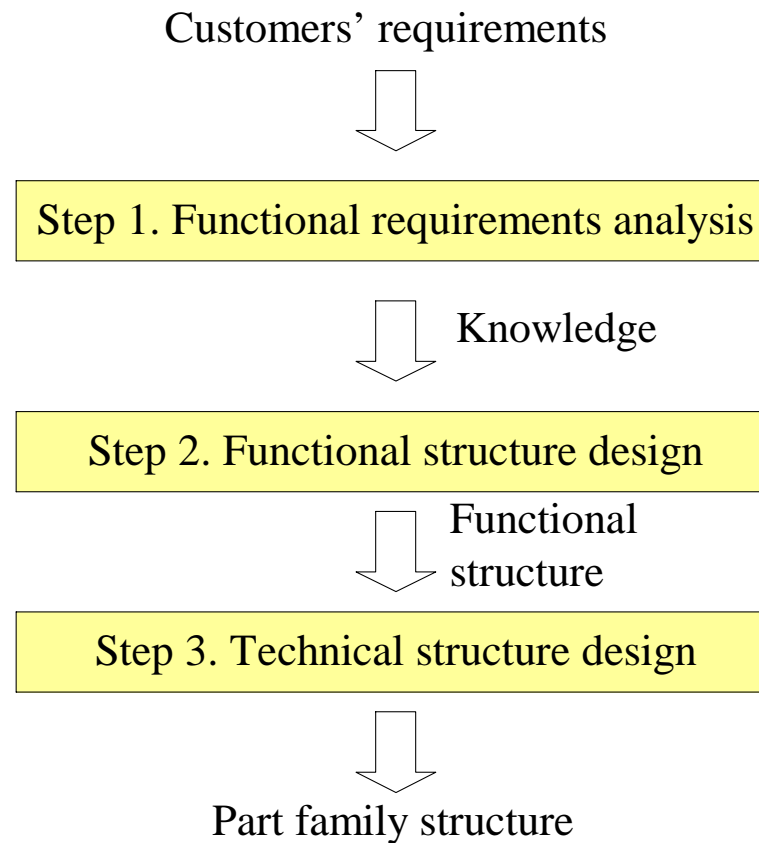 Customers’ requirements
Step 1. Functional requirements analysis
Knowledge
Step 2. Functional structure design
Functional
structure
Step 3. Technical structure design
Part family structure